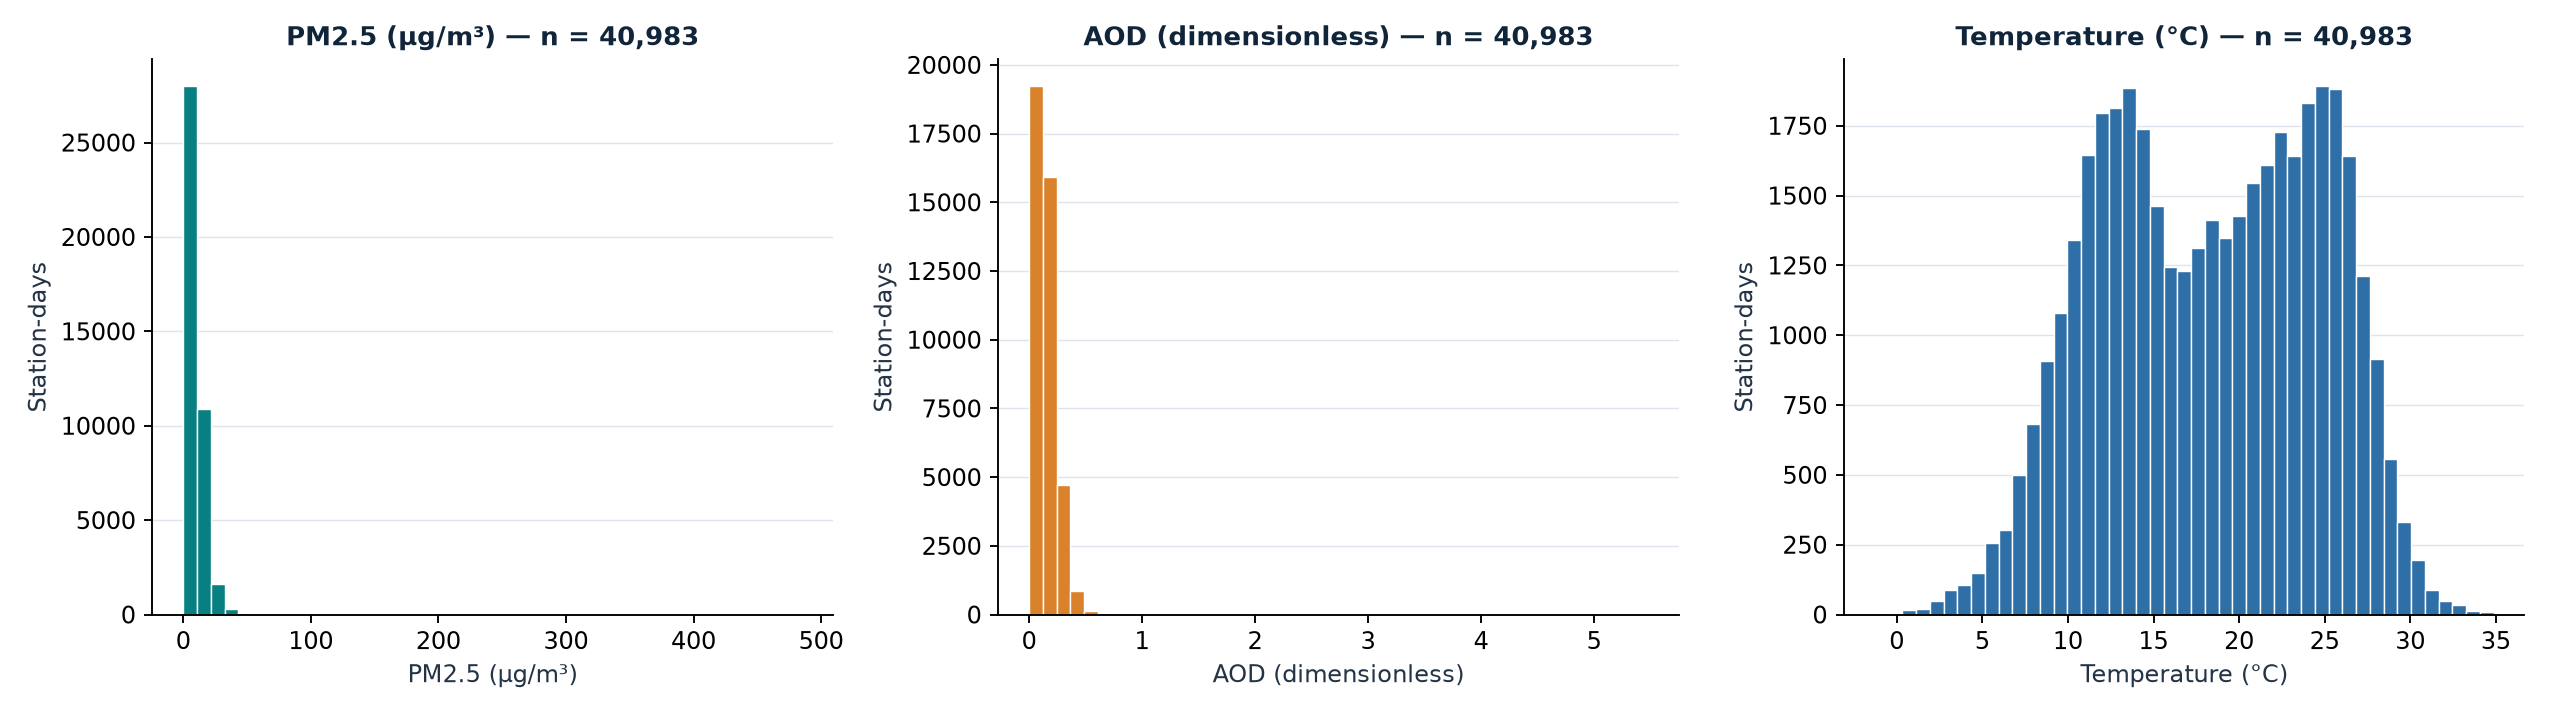 PM2.5 (µg/m³) — n = 40,983
25000
20000
15000
10000
5000
0
Station-days
0 100 200 300 400 500
PM2.5 (µg/m³)
AOD (dimensionless) — n = 40,983
20000
17500
15000
12500
10000
7500
5000
2500
0
Station-days
0 1 2 3 4 5
AOD (dimensionless)
Temperature (°C) — n = 40,983
1750
1500
1250
1000
750
500
250
0
Station-days
0 5 10 15 20 25 30 35
Temperature (°C)